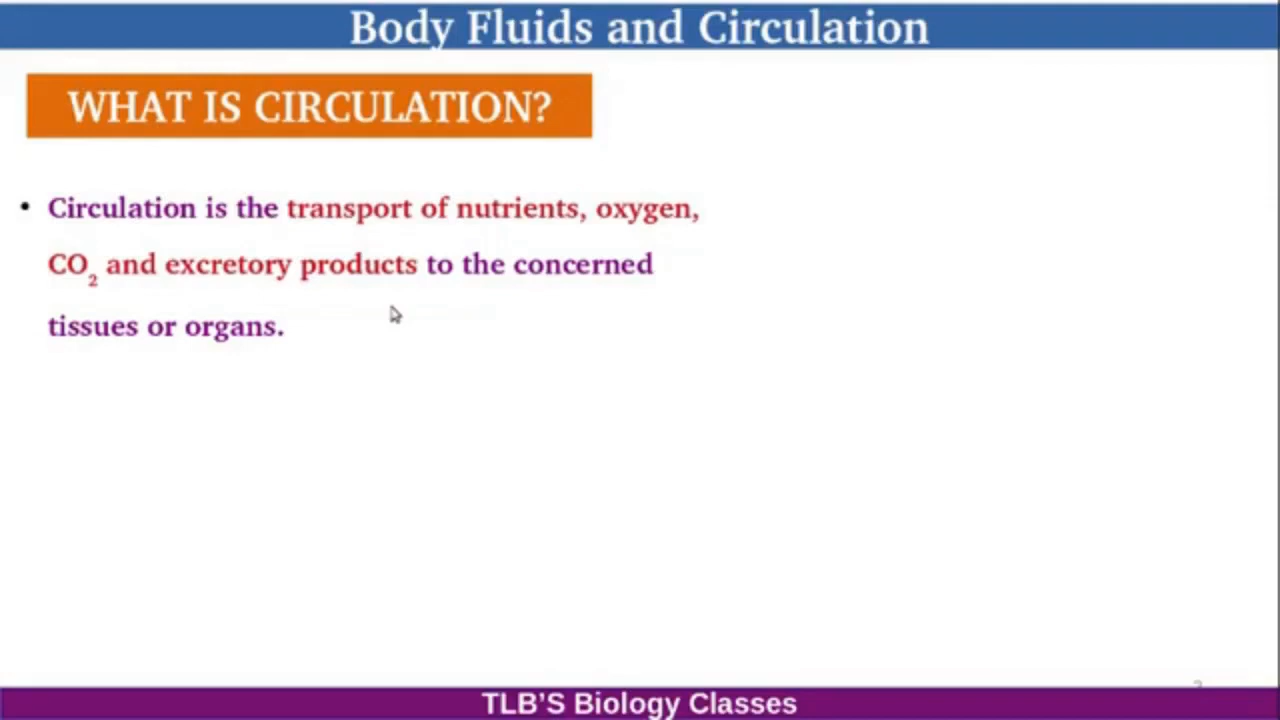 Body Fluids and Circulation
WHAT IS CIRCULATION?
• Circulation is the transport of nutrients, oxygen,
CO₂ and excretory products to the concerned
tissues or organs.
TLB'S Biology Classes